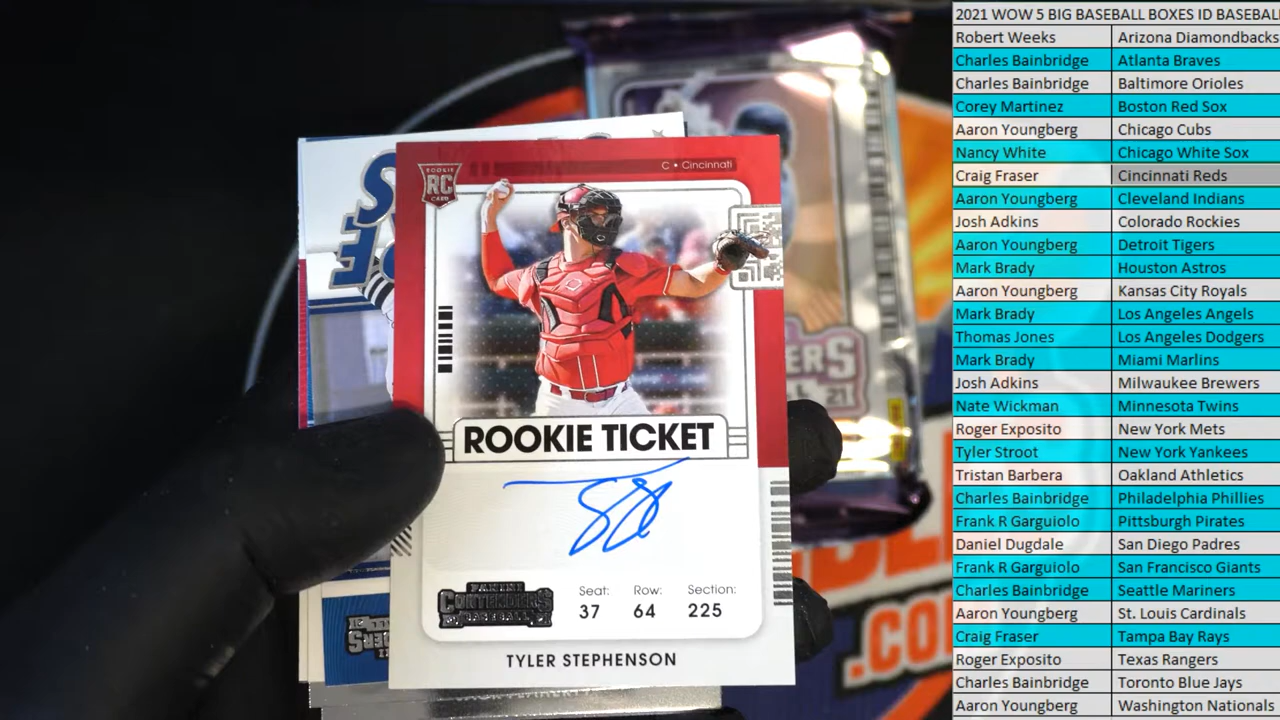 2021 WOW 5 BIG BASEBALL BOXES ID BASEBAL
Robert Weeks Arizona Diamondbacks
Charles Bainbridge Atlanta Braves
Charles Bainbridge Baltimore Orioles
Corey Martinez Boston Red Sox
Aaron Youngberg Chicago Cubs
Nancy White Chicago White Sox
Craig Fraser Cincinnati Reds
Aaron Youngberg Cleveland Indians
Josh Adkins Colorado Rockies
Aaron Youngberg Detroit Tigers
Mark Brady Houston Astros
Aaron Youngberg Kansas City Royals
Mark Brady Los Angeles Angels
Thomas Jones Los Angeles Dodgers
Mark Brady Miami Marlins
Josh Adkins Milwaukee Brewers
Nate Wickman Minnesota Twins
Roger Exposito New York Mets
Tyler Stroot New York Yankees
Tristan Barbera Oakland Athletics
Charles Bainbridge Philadelphia Phillies
Frank R Garguiolo Pittsburgh Pirates
Daniel Dugdale San Diego Padres
Frank R Garguiolo San Francisco Giants
Charles Bainbridge Seattle Mariners
Aaron Youngberg St. Louis Cardinals
Craig Fraser Tampa Bay Rays
Roger Exposito Texas Rangers
Charles Bainbridge Toronto Blue Jays
Aaron Youngberg Washington Nationals
C • Cincinnati
ROOKIE
RC
CARD
ROOKIE TICKET
PANINI
CONTENDERS
BASEBALL
Seat: Row: Section:
37 64 225
TYLER STEPHENSON
ERS
21
.CO